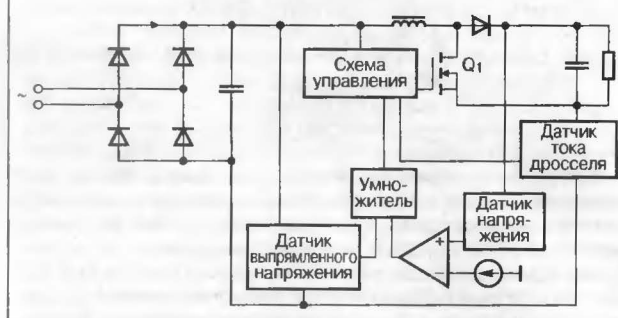 Схема
управления
Q1
~
Датчик
тока
дросселя
Умно-
житель
Датчик
напря-
жения
Датчик
выпрямленного
напряжения
+
−